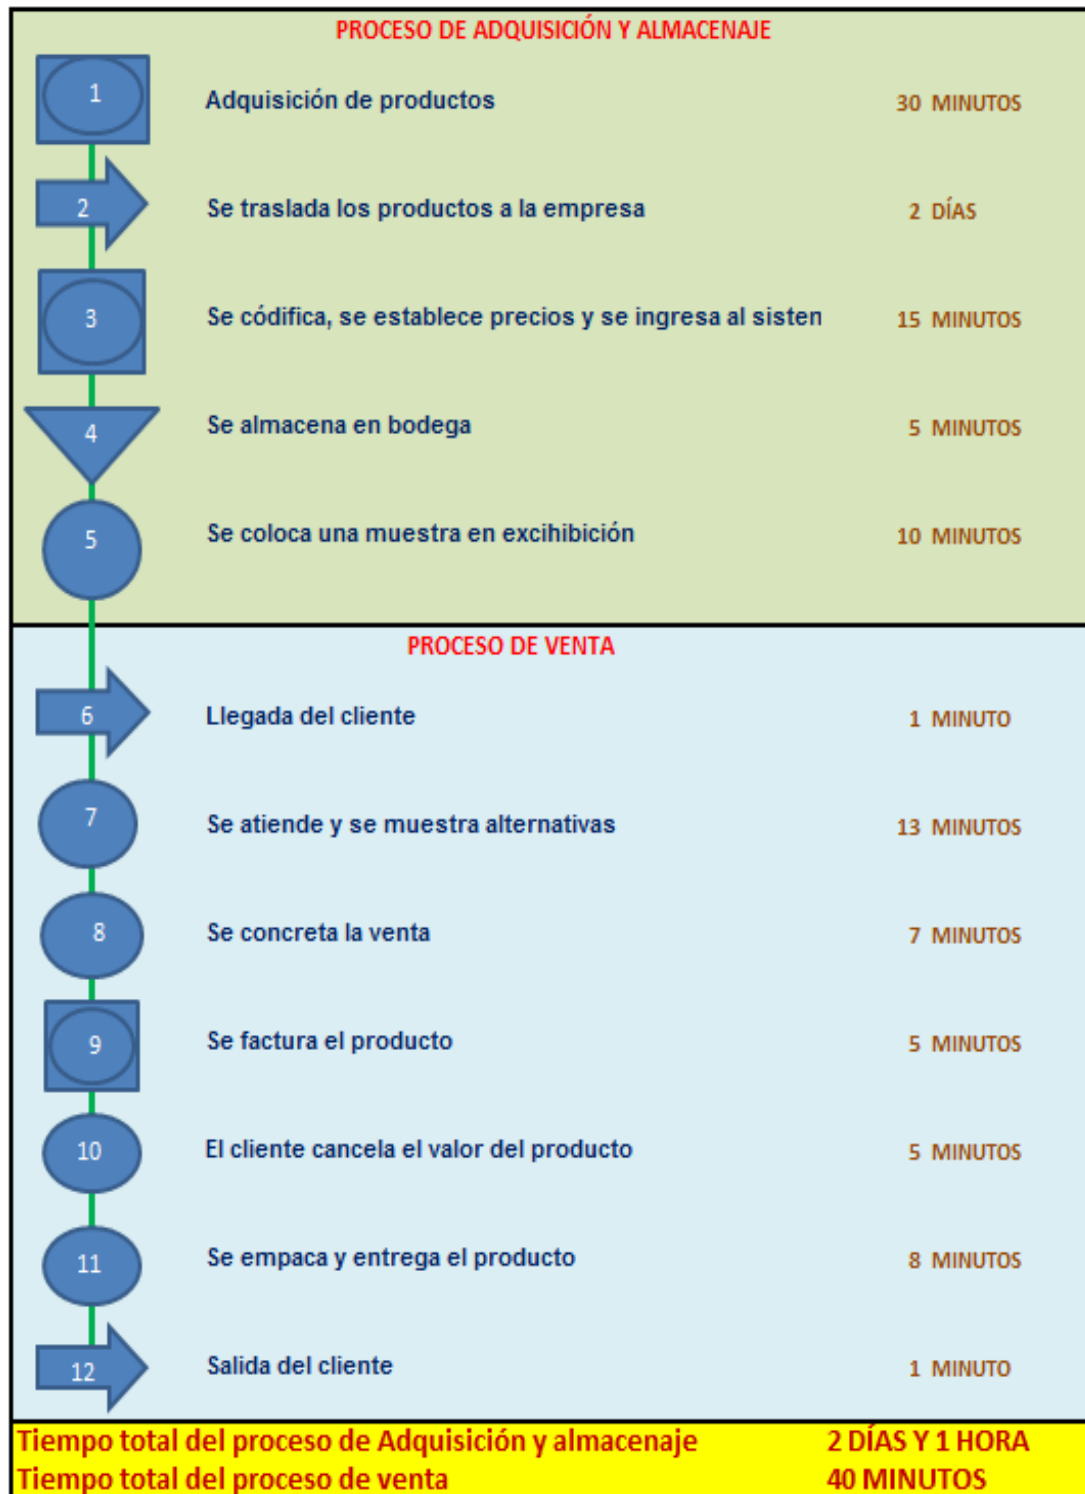 PROCESO DE ADQUISICIÓN Y ALMACENAJE
1 Adquisición de productos 30 MINUTOS
2 Se traslada los productos a la empresa 2 DÍAS
3 Se códifica, se establece precios y se ingresa al sisten 15 MINUTOS
4 Se almacena en bodega 5 MINUTOS
5 Se coloca una muestra en excihibición 10 MINUTOS
PROCESO DE VENTA
6 Llegada del cliente 1 MINUTO
7 Se atiende y se muestra alternativas 13 MINUTOS
8 Se concreta la venta 7 MINUTOS
9 Se factura el producto 5 MINUTOS
10 El cliente cancela el valor del producto 5 MINUTOS
11 Se empaca y entrega el producto 8 MINUTOS
12 Salida del cliente 1 MINUTO
Tiempo total del proceso de Adquisición y almacenaje 2 DÍAS Y 1 HORA
Tiempo total del proceso de venta 40 MINUTOS